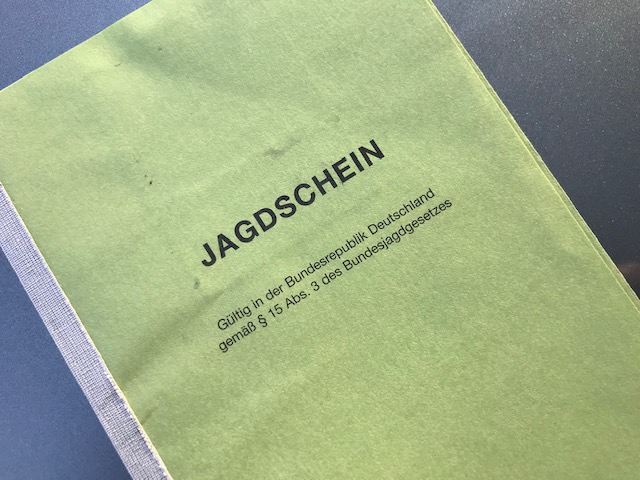 JAGDSCHEIN
Gültig in der Bundesrepublik Deutschland
gemäß § 15 Abs. 3 des Bundesjagdgesetzes